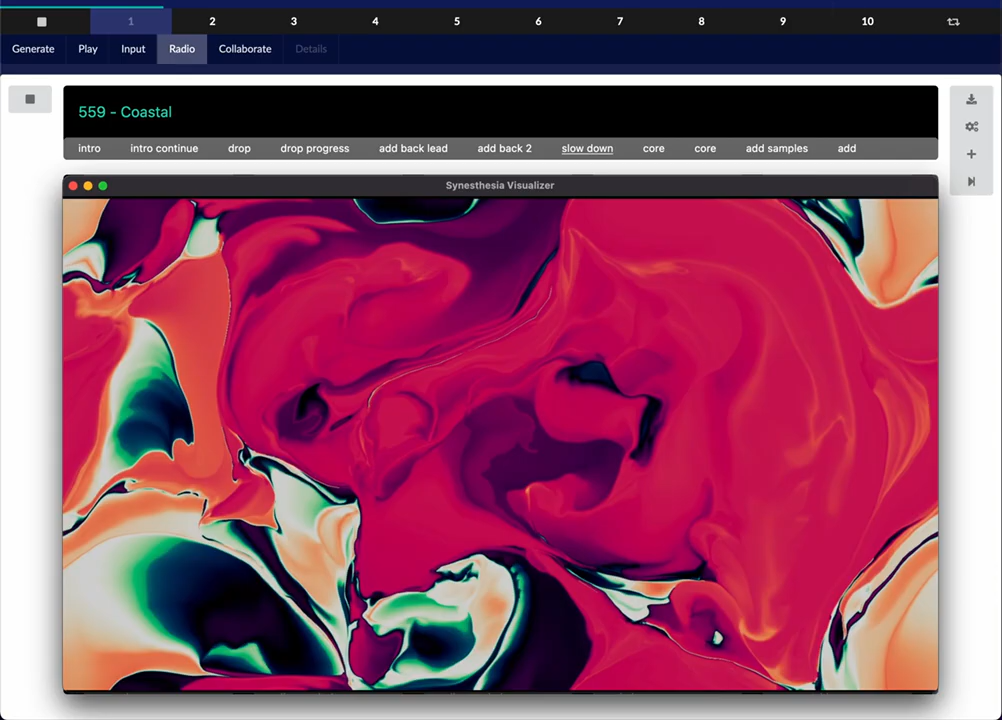 1 2 3 4 5 6 7 8 9 10
Generate Play Input Radio Collaborate Details
559 - Coastal
intro intro continue drop drop progress add back lead add back 2 slow down core core add samples add
Synesthesia Visualizer